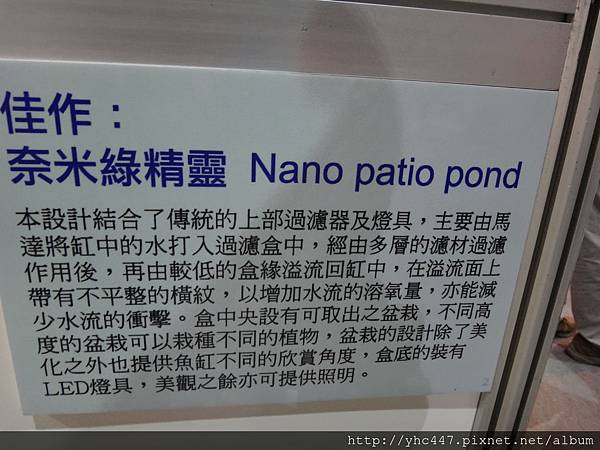 佳作：
奈米綠精靈 Nano patio pond
本設計結合了傳統的上部過濾器及燈具，主要由馬
達將缸中的水打入過濾盒中，經由多層的濾材過濾
作用後，再由較低的盒緣溢流回缸中，在溢流面上
帶有不平整的橫紋，以增加水流的溶氧量，亦能減
少水流的衝擊。盒中央設有可取出之盆栽，不同高
度的盆栽可以栽種不同的植物，盆栽的設計除了美
化之外也提供魚缸不同的欣賞角度，盒底的裝有
LED燈具，美觀之餘亦可提供照明。
2
http://yhc447.pixnet.net/album